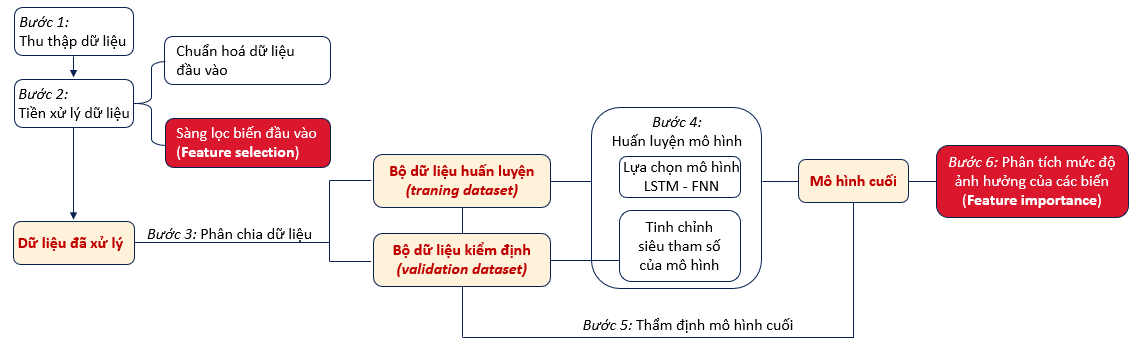 Bước 1:
Thu thập dữ liệu
Bước 2:
Tiền xử lý dữ liệu
Chuẩn hoá dữ liệu
đầu vào
Sàng lọc biến đầu vào
(Feature selection)
Dữ liệu đã xử lý
Bước 3: Phân chia dữ liệu
Bộ dữ liệu huấn luyện
(traning dataset)
Bộ dữ liệu kiểm định
(validation dataset)
Bước 4:
Huấn luyện mô hình
Lựa chọn mô hình
LSTM - FNN
Tinh chỉnh
siêu tham số
của mô hình
Mô hình cuối
Bước 5: Thẩm định mô hình cuối
Bước 6: Phân tích mức độ
ảnh hưởng của các biến
(Feature importance)